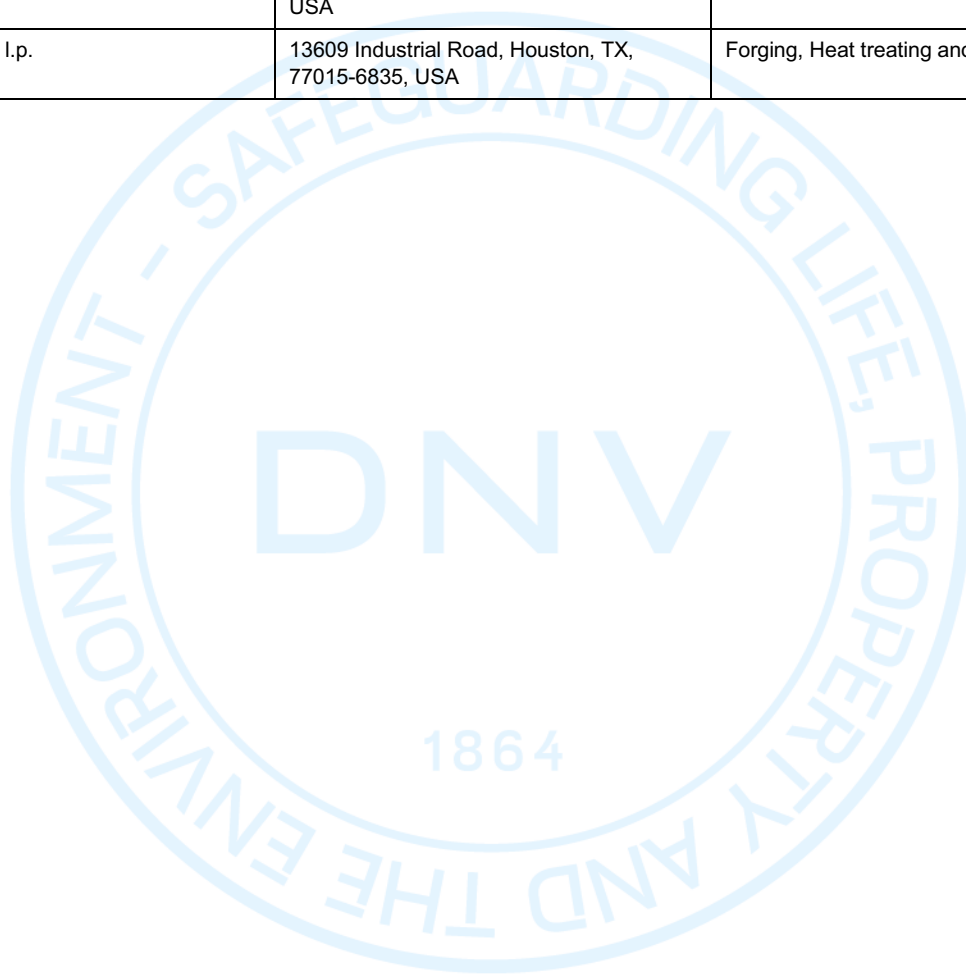 USA
l.p.
13609 Industrial Road, Houston, TX,
77015-6835, USA
Forging, Heat treating and
SAFEGUARDING LIFE, PROPERTY AND THE ENVIRONMENT -
DNV
1864